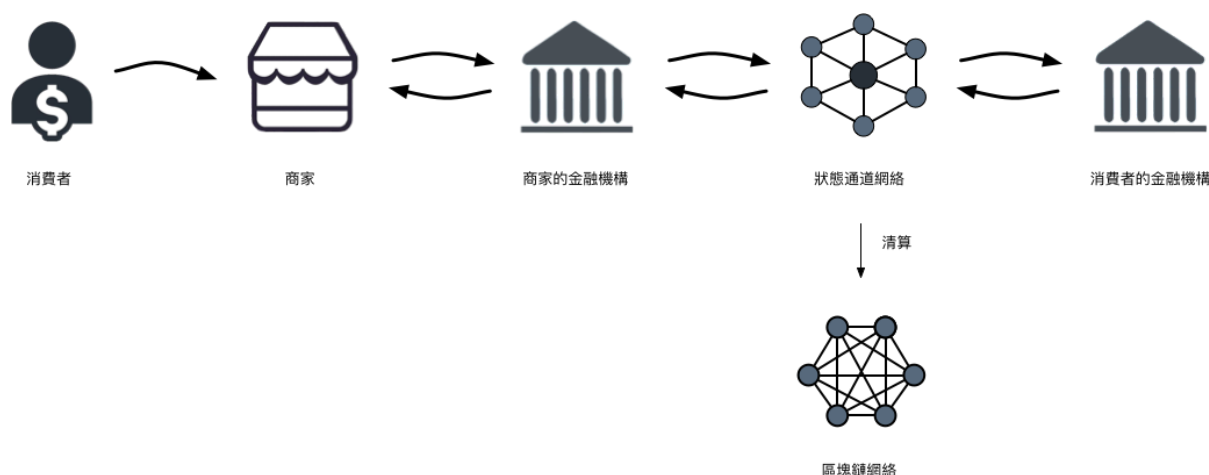 消費者
商家
商家的金融機構
狀態通道網絡
消費者的金融機構
清算
區塊鏈網絡